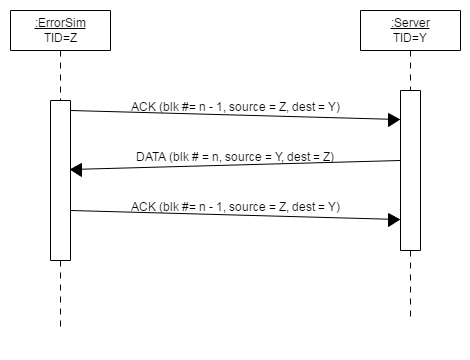 :ErrorSim
TID=Z
:Server
TID=Y
ACK (blk #= n - 1, source = Z, dest = Y)
DATA (blk # = n, source = Y, dest = Z)
ACK (blk #= n - 1, source = Z, dest = Y)